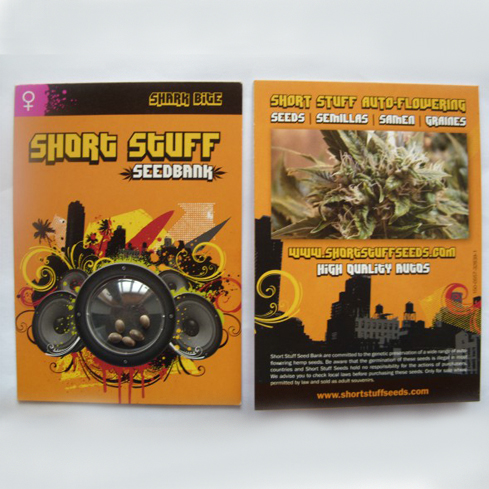 SHARK BITE
SHORT STUFF
SEEDBANK
SHORT STUFF AUTO-FLOWERING
SEEDS | SEMILLAS | SAMEN | GRAINES
WWW.SHORTSTUFFSEEDS.COM
HIGH QUALITY AUTOS
Short Stuff Seed Bank are committed to the genetic preservation of a wide range of auto
flowering hemp seeds. Be aware that the germination of these seeds is illegal in most
countries and Short Stuff Seeds hold no responsibility for the actions of
We advise you to check local laws before purchasing these seeds. Only for sale where
permitted by law and sold as adult souvenirs.
www.shortstuffseeds.com